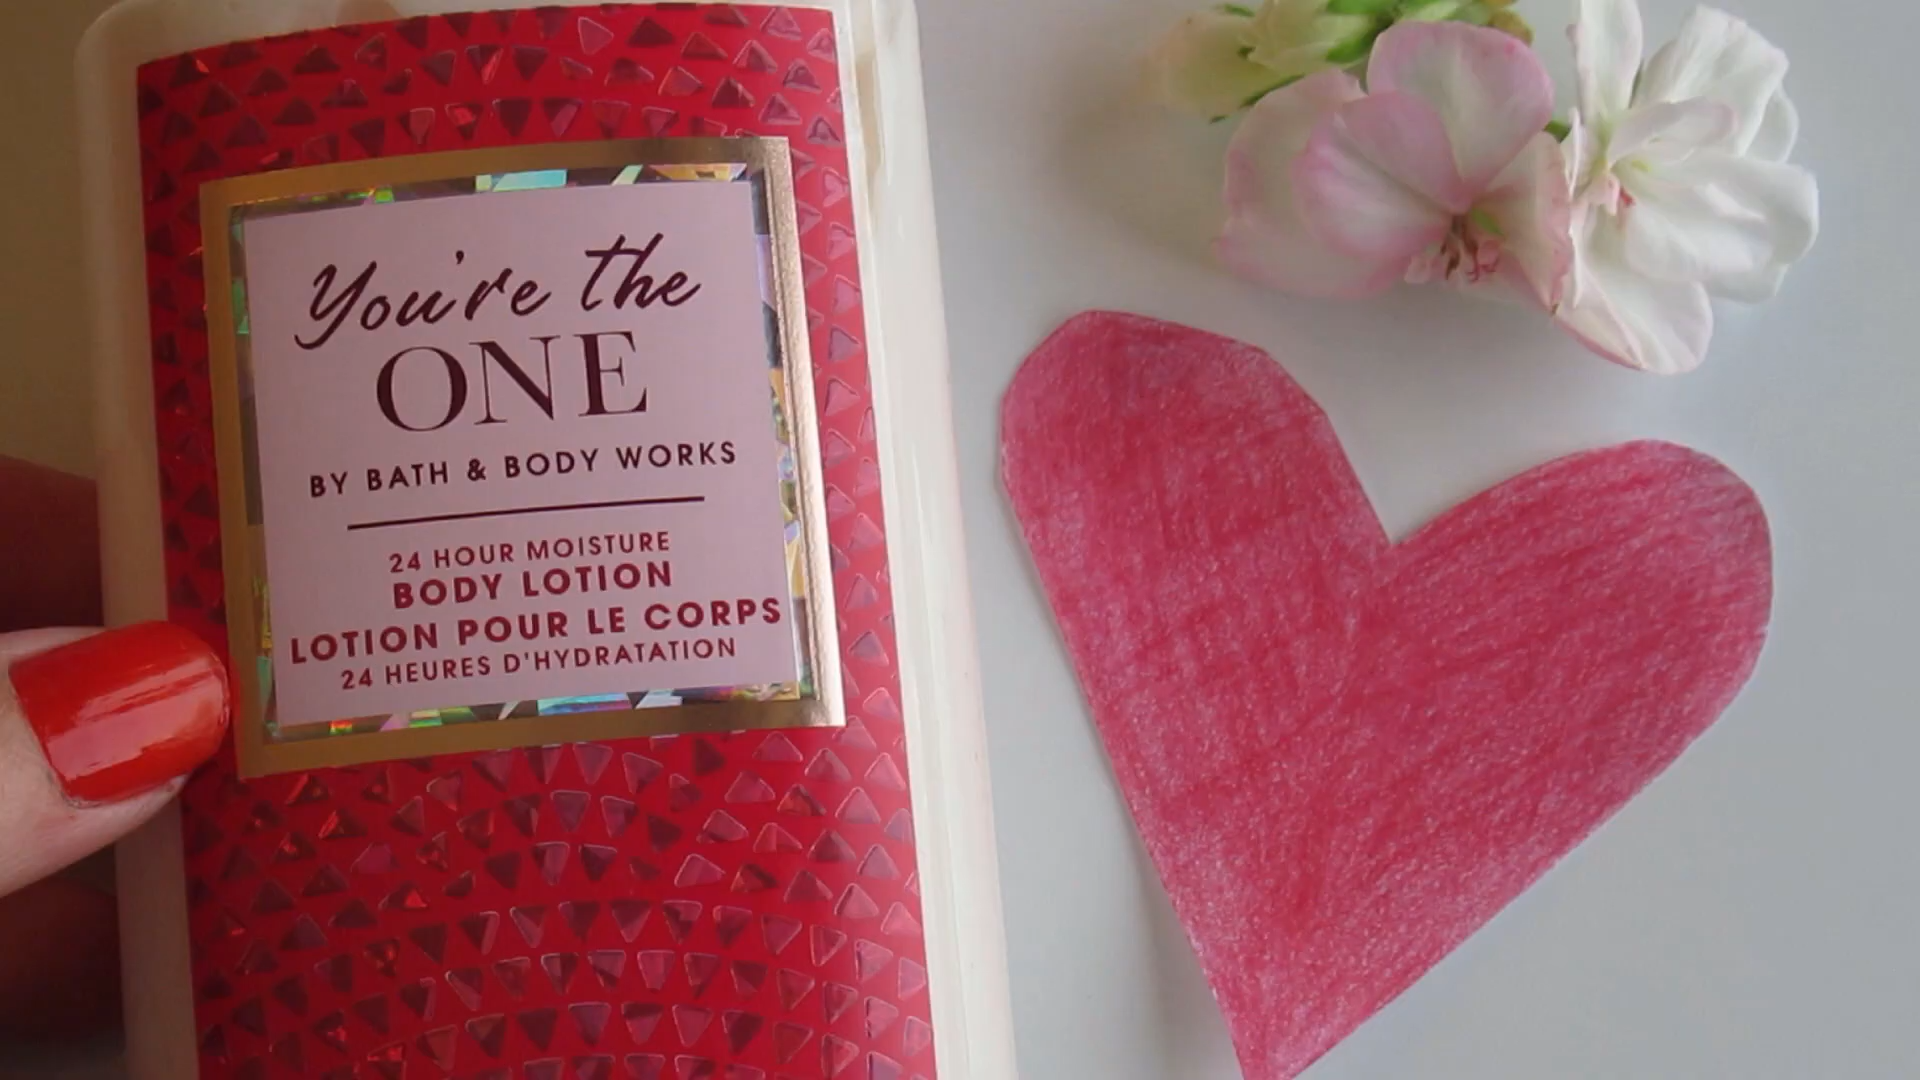 You're the
ONE
BY BATH & BODY WORKS
24 HOUR MOISTURE
BODY LOTION
LOTION POUR LE CORPS
24 HEURES D'HYDRATATION